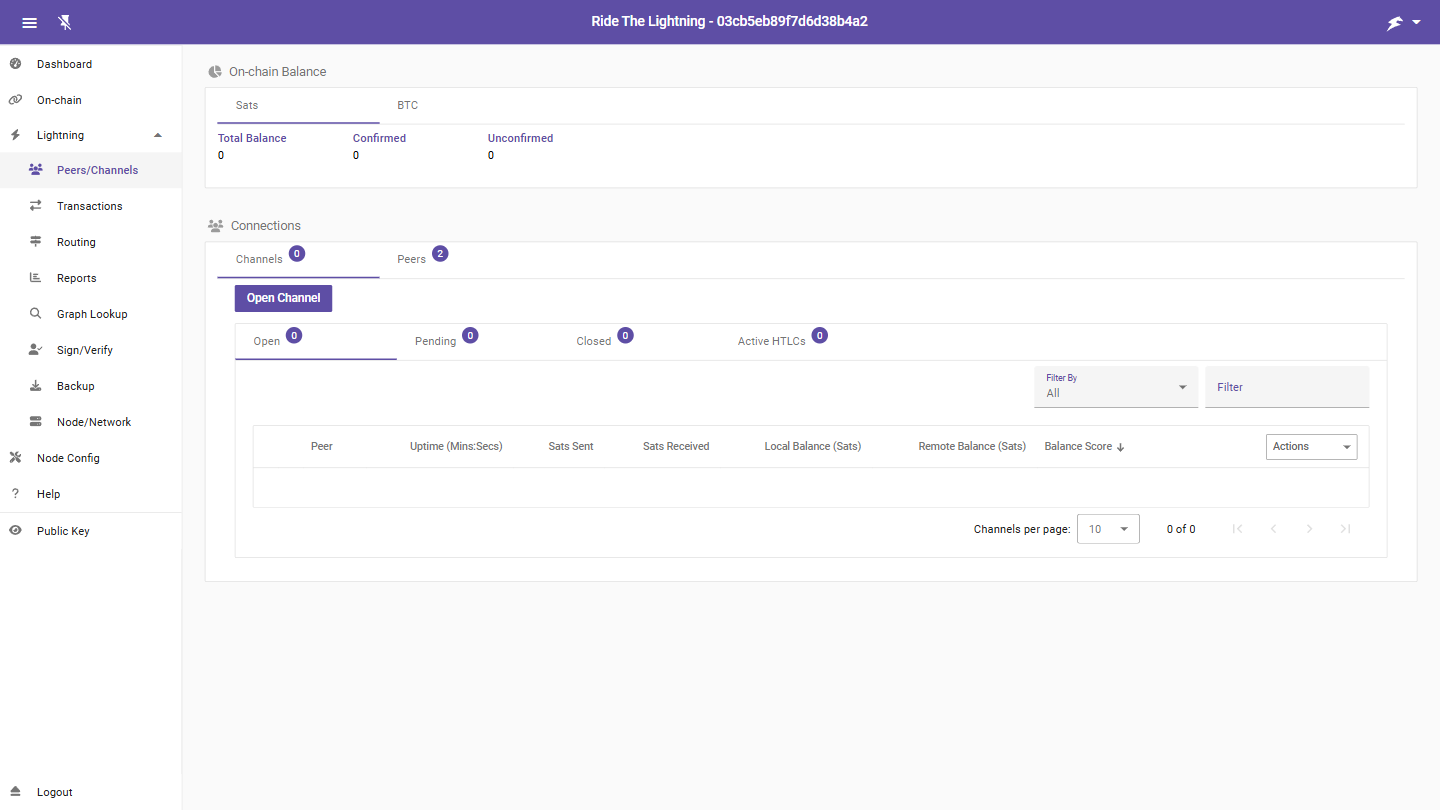 Ride The Lightning - 03cb5eb89f7d6d38b4a2
Dashboard
On-chain
Lightning
Peers/Channels
Transactions
Routing
Reports
Graph Lookup
Sign/Verify
Backup
Node/Network
Node Config
? Help
Public Key
Logout
On-chain Balance
Sats BTC
Total Balance Confirmed Unconfirmed
0 0 0
Connections
Channels 0 Peers 2
Open Channel
Open 0 Pending 0 Closed 0 Active HTLCs 0
Filter By
All
Filter
Peer Uptime (Mins:Secs) Sats Sent Sats Received Local Balance (Sats) Remote Balance (Sats) Balance Score Actions
Channels per page: 10 0 of 0